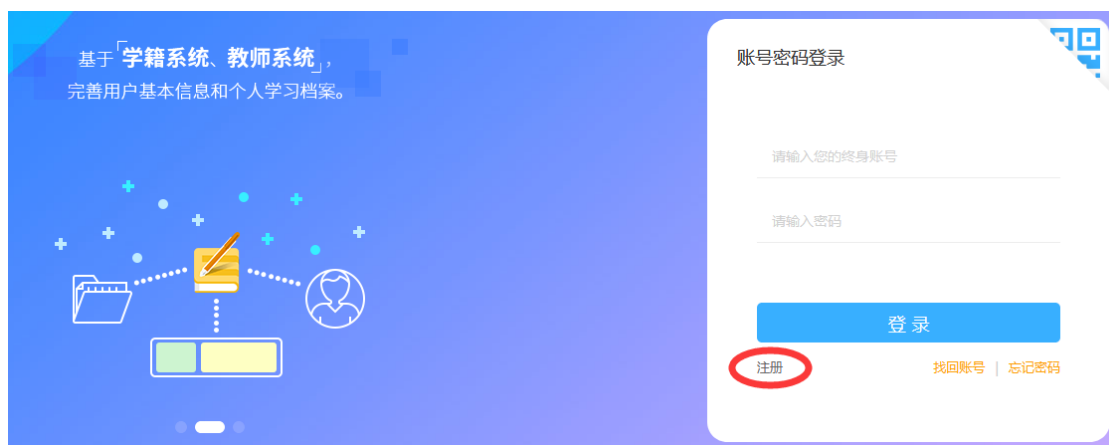 基于「学籍系统、教师系统」，
完善用户基本信息和个人学习档案。
账号密码登录
请输入您的终身账号
请输入密码
登录
注册
找回账号 | 忘记密码